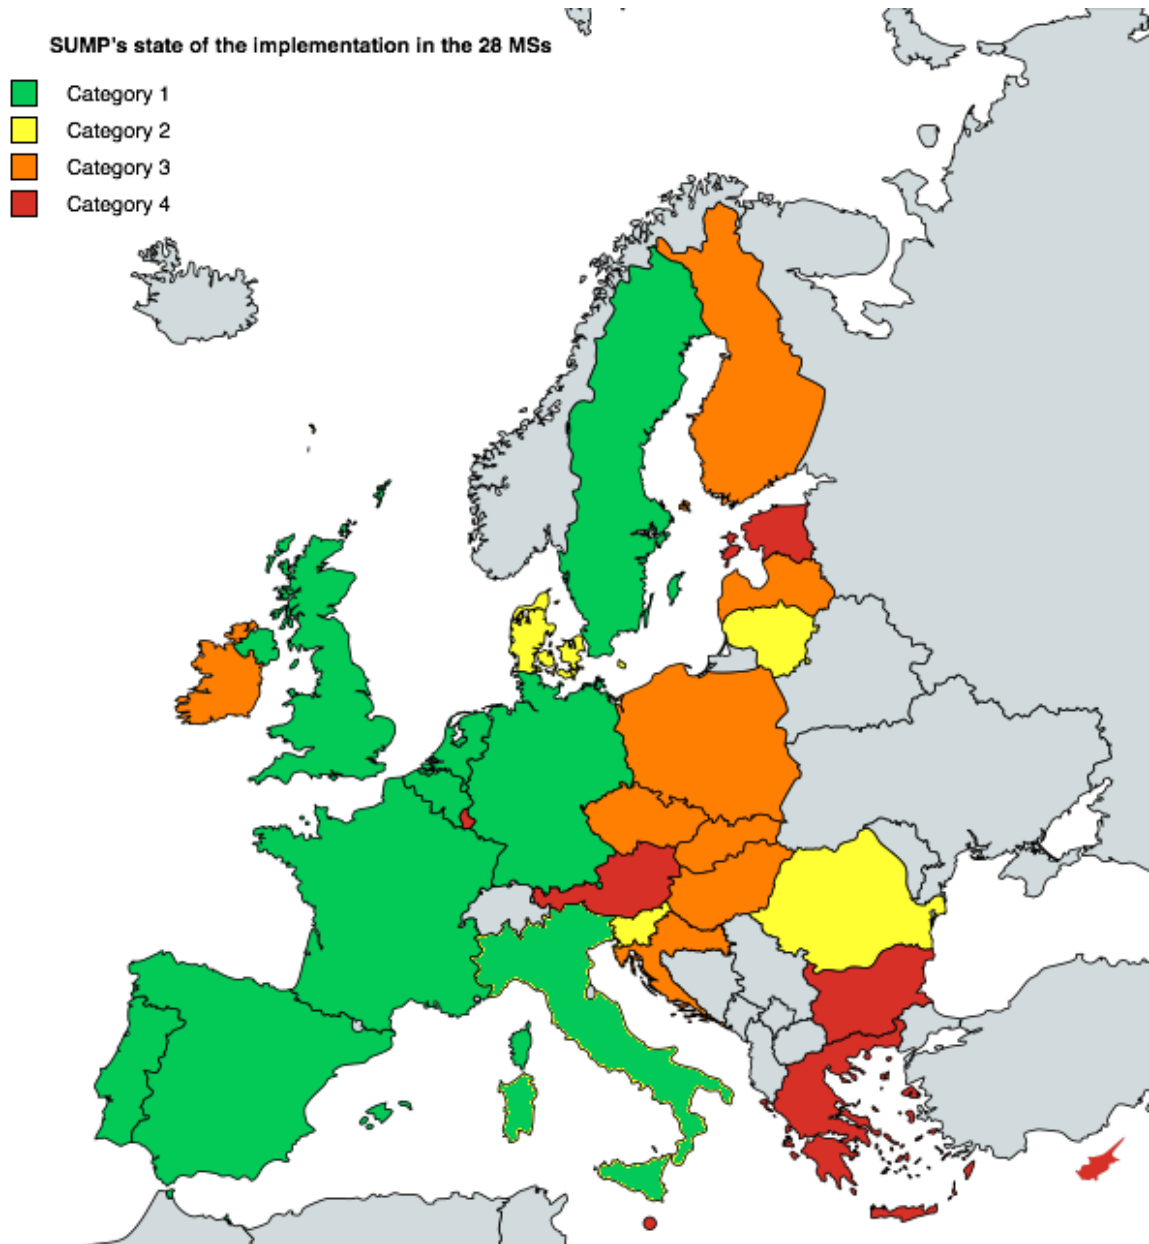 SUMP's state of the implementation in the 28 MSs
Category 1
Category 2
Category 3
Category 4